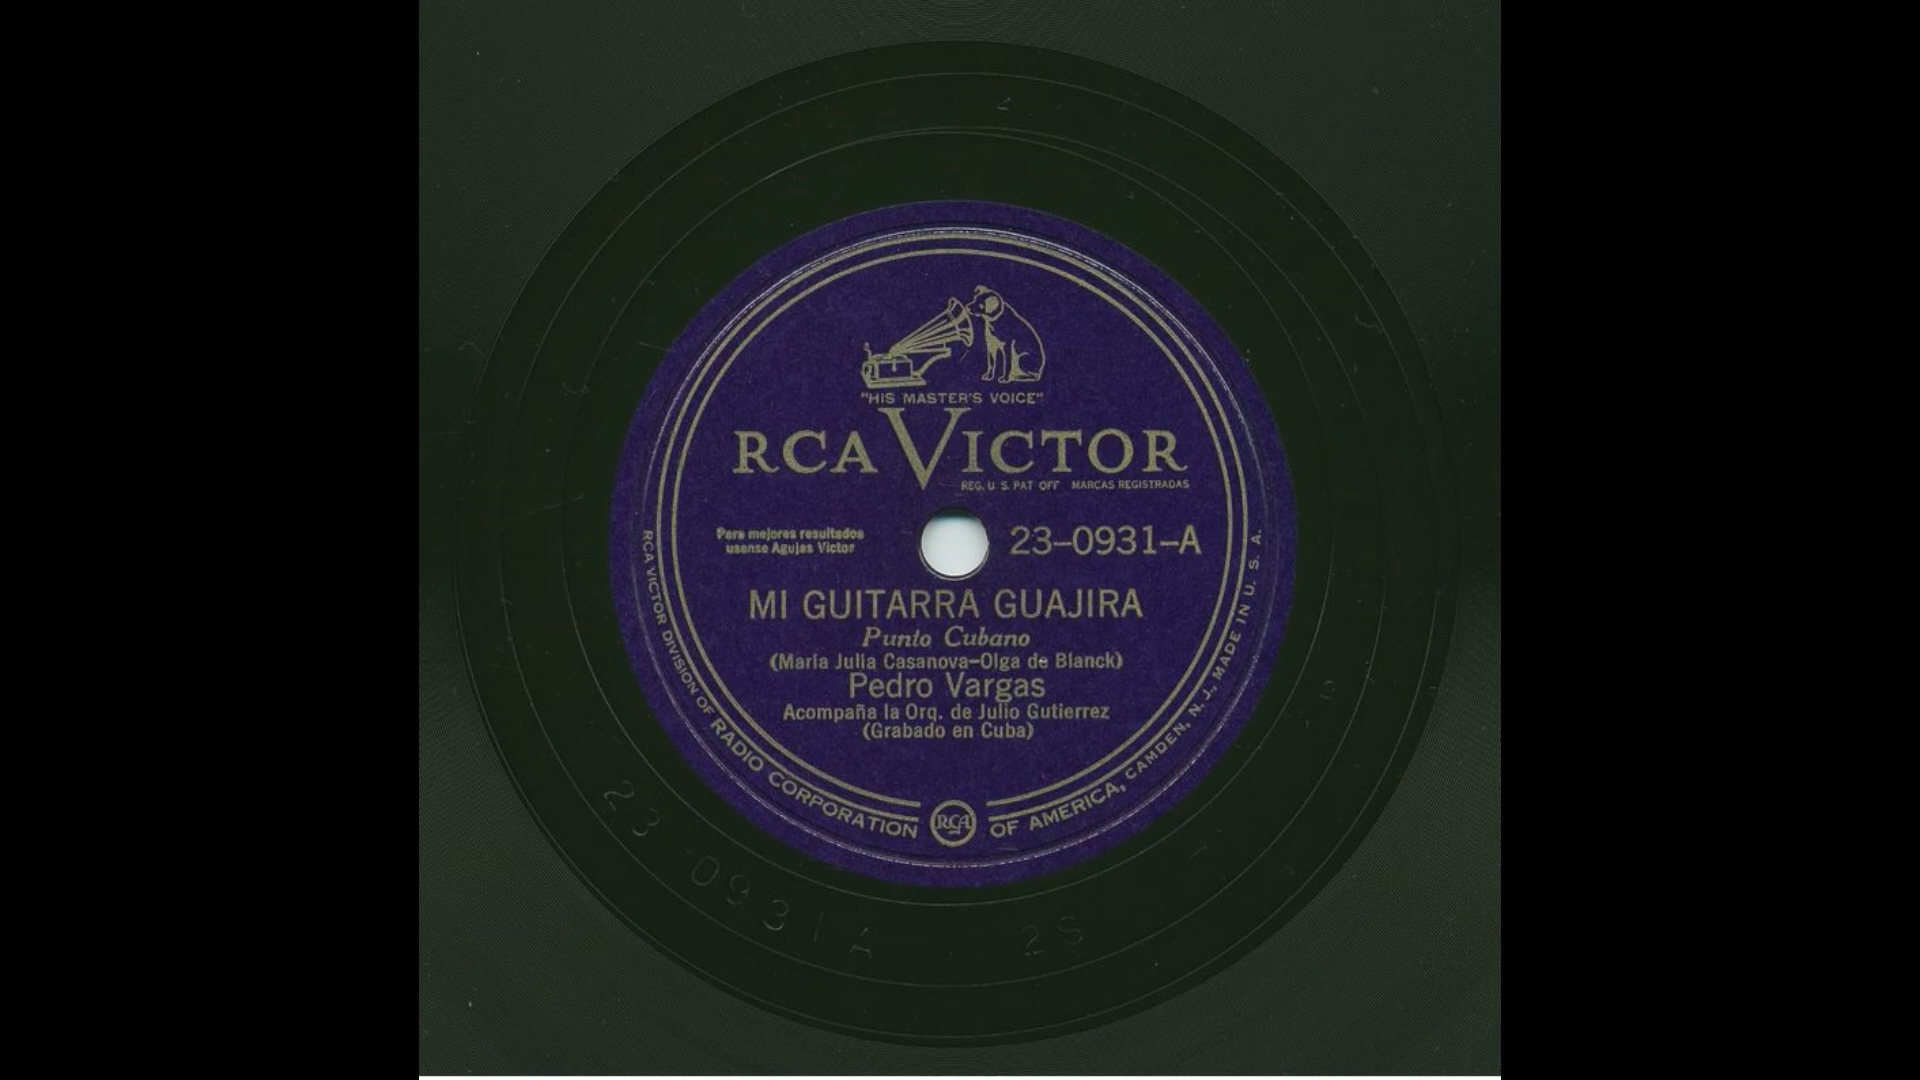 "HIS MASTER'S VOICE"
RCA VICTOR
REG. U. S. PAT OFF MARCAS REGISTRADAS
Para mejores resultados
usense Agujas Victor
23-0931-A
MI GUITARRA GUAJIRA
Punto Cubano
(Maria Julia Casanova-Olga de Blanck)
Pedro Vargas
Acompaña la Orq. de Julio Gutierrez
(Grabado en Cuba)
RCA VICTOR DIVISION OF RADIO CORPORATION OF AMERICA, CAMDEN, N. J., MADE IN U. S. A.
RCA
23 0931 A 2S